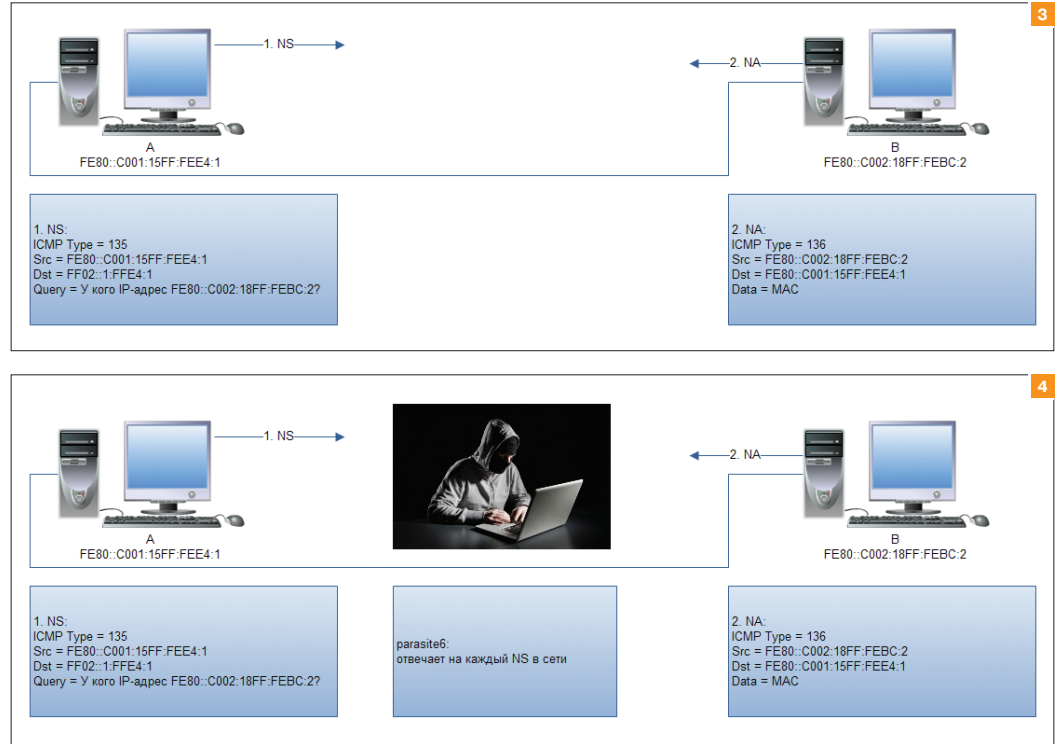 3
1. NS
2. NA
A
FE80::C001:15FF:FEE4:1
B
FE80::C002:18FF:FEBC:2
1. NS:
ICMP Type = 135
Src = FE80::C001:15FF:FEE4:1
Dst = FF02::1:FFE4:1
Query = У кого IP-адрес FE80::C002:18FF:FEBC:2?
2. NA:
ICMP Type = 136
Src = FE80::C002:18FF:FEBC:2
Dst = FE80::C001:15FF:FEE4:1
Data = MAC
4
1. NS
2. NA
A
FE80::C001:15FF:FEE4:1
B
FE80::C002:18FF:FEBC:2
1. NS:
ICMP Type = 135
Src = FE80::C001:15FF:FEE4:1
Dst = FF02::1:FFE4:1
Query = У кого IP-адрес FE80::C002:18FF:FEBC:2?
parasite6:
отвечает на каждый NS в сети
2. NA:
ICMP Type = 136
Src = FE80::C002:18FF:FEBC:2
Dst = FE80::C001:15FF:FEE4:1
Data = MAC